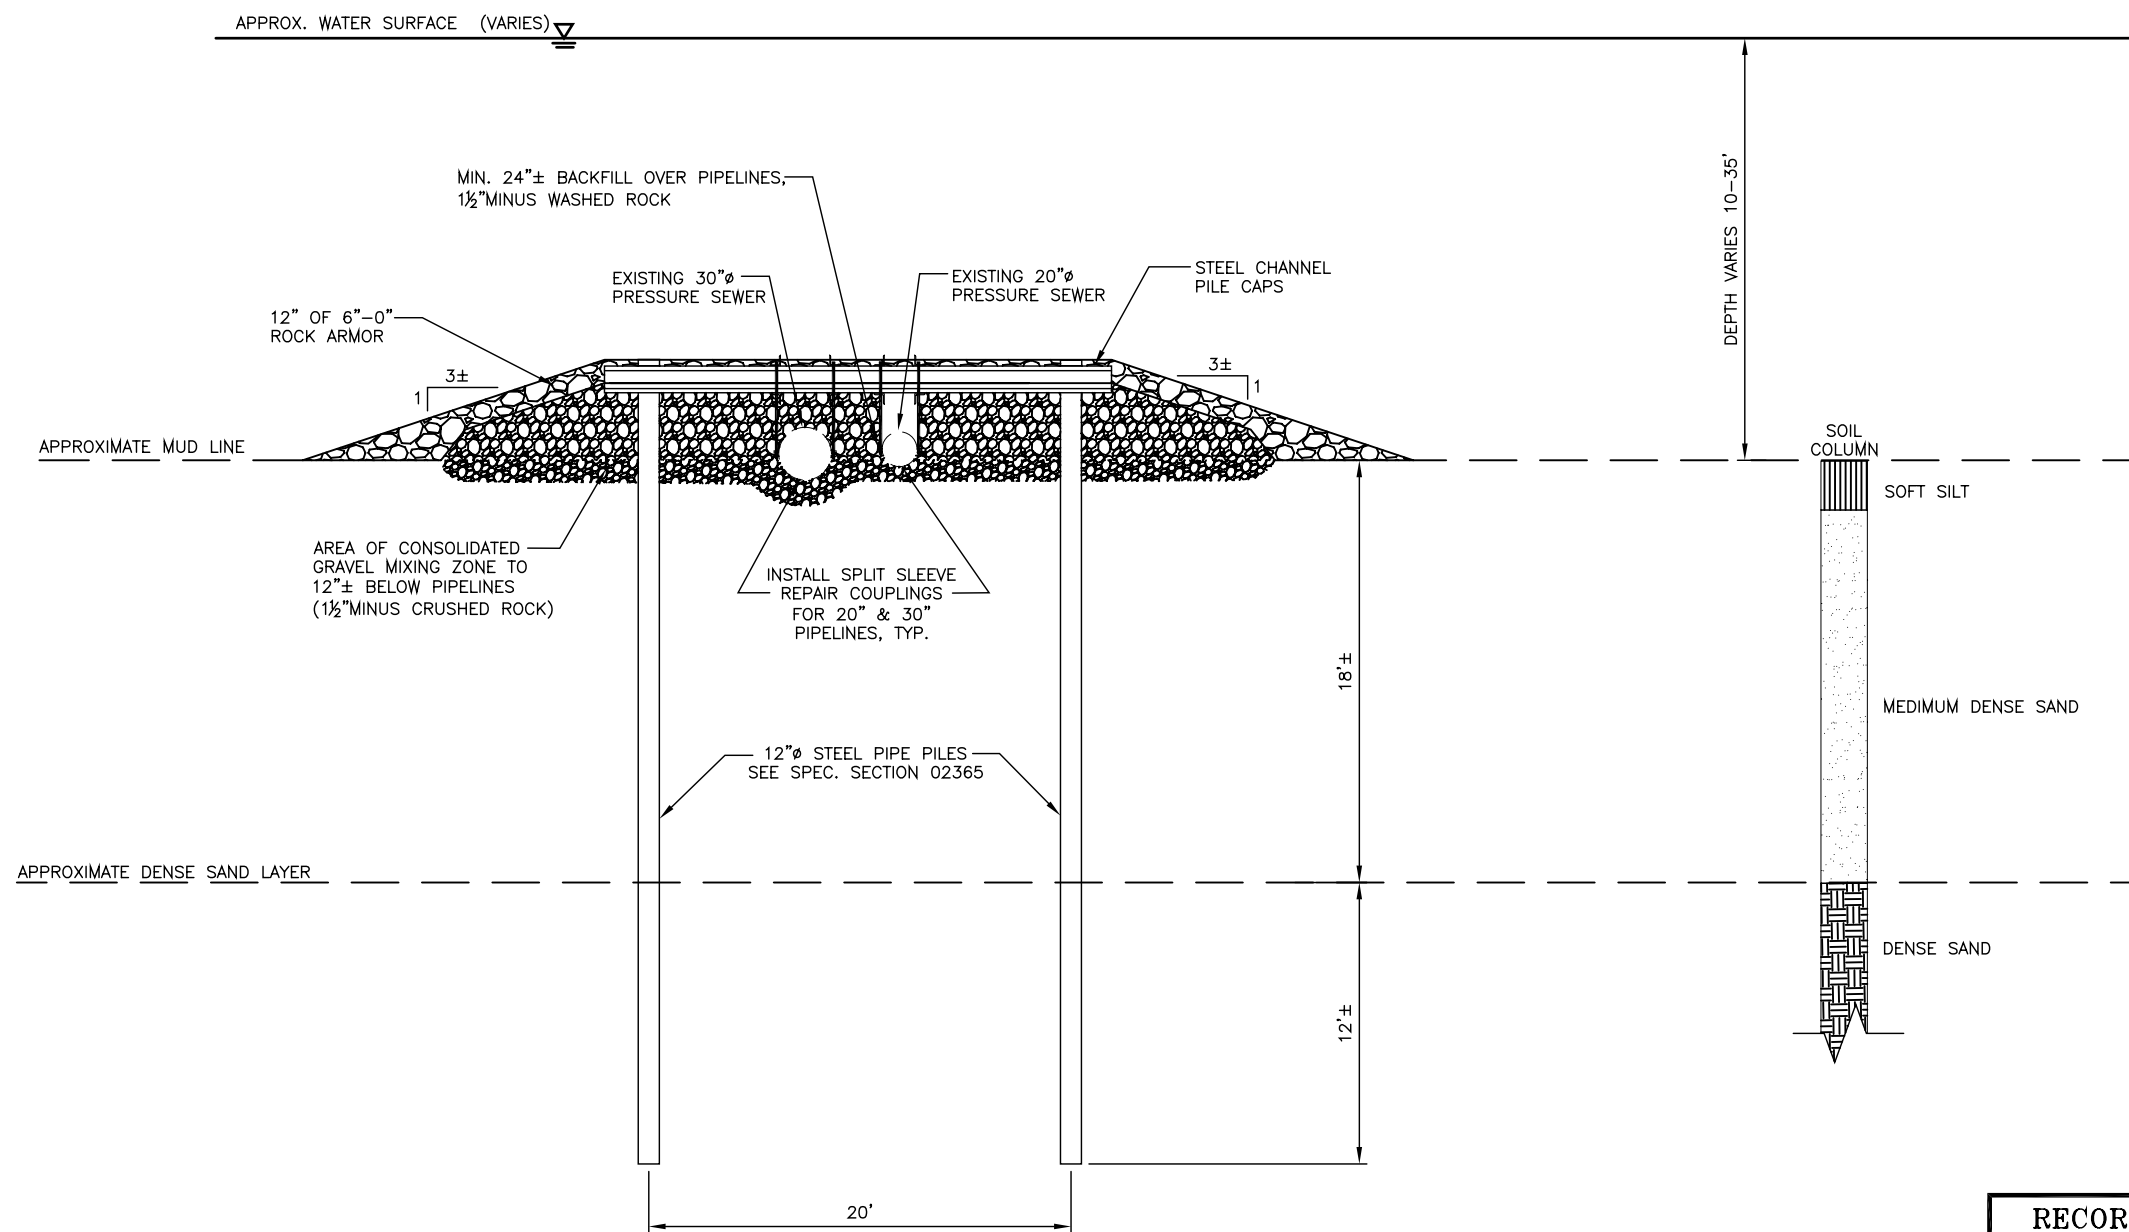 APPROX. WATER SURFACE (VARIES)
MIN. 24"± BACKFILL OVER PIPELINES,
1½"MINUS WASHED ROCK
DEPTH VARIES 10-35'
EXISTING 30"ø
PRESSURE SEWER
EXISTING 20"ø
PRESSURE SEWER
STEEL CHANNEL
PILE CAPS
12" OF 6"-0"
ROCK ARMOR
3±
1
3±
1
APPROXIMATE MUD LINE
SOIL
COLUMN
SOFT SILT
AREA OF CONSOLIDATED
GRAVEL MIXING ZONE TO
12"± BELOW PIPELINES
(1½"MINUS CRUSHED ROCK)
INSTALL SPLIT SLEEVE
REPAIR COUPLINGS
FOR 20" & 30"
PIPELINES, TYP.
18'±
MEDIMUM DENSE SAND
12"ø STEEL PIPE PILES
SEE SPEC. SECTION 02365
APPROXIMATE DENSE SAND LAYER
DENSE SAND
12'±
20'
RECOR